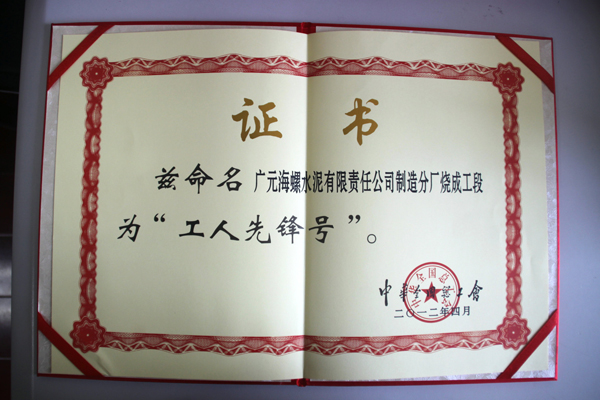 证书
兹命名广元海螺水泥有限责任公司制造分厂烧成工段
为“工人先锋号”。
中華全国总工會
二〇一二年四月